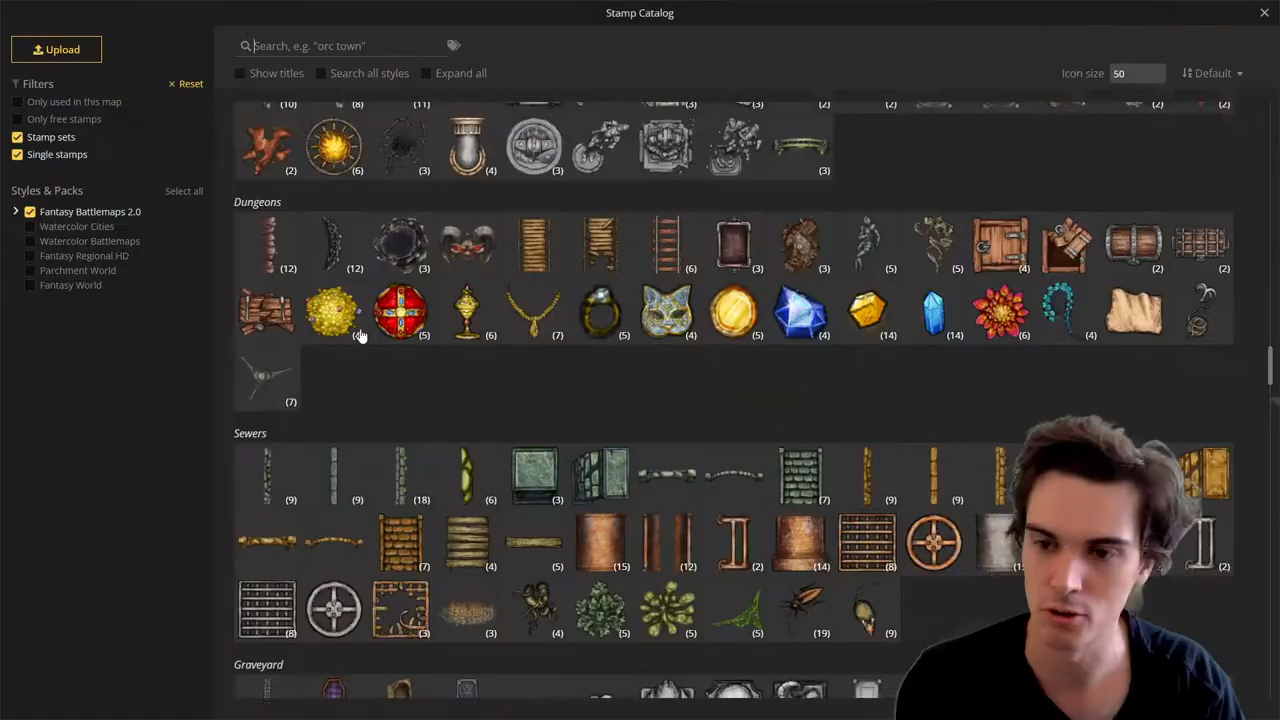 Stamp Catalog
Upload
Search, e.g. "orc town"
Show titles
Search all styles
Expand all
Icon size
50
Default
Filters
Reset
Only used in this map
Only free stamps
Stamp sets
Single stamps
Styles & Packs
Select all
Fantasy Battlemaps 2.0
Watercolor Cities
Watercolor Battlemaps
Fantasy Regional HD
Parchment World
Fantasy World
(10) (8) (11) (3) (3) (2) (2) (2) (2)
(2) (6) (3) (4) (3) (3)
Dungeons
(12) (12) (3) (6) (3) (3) (5) (5) (4) (2) (2)
(5) (6) (7) (5) (4) (5) (4) (14) (14) (6) (4)
(7)
Sewers
(9) (9) (18) (6) (3) (7) (9) (9)
(7) (4) (5) (15) (12) (2) (14) (8) (2)
(8) (3) (3) (4) (5) (5) (5) (19) (9)
Graveyard